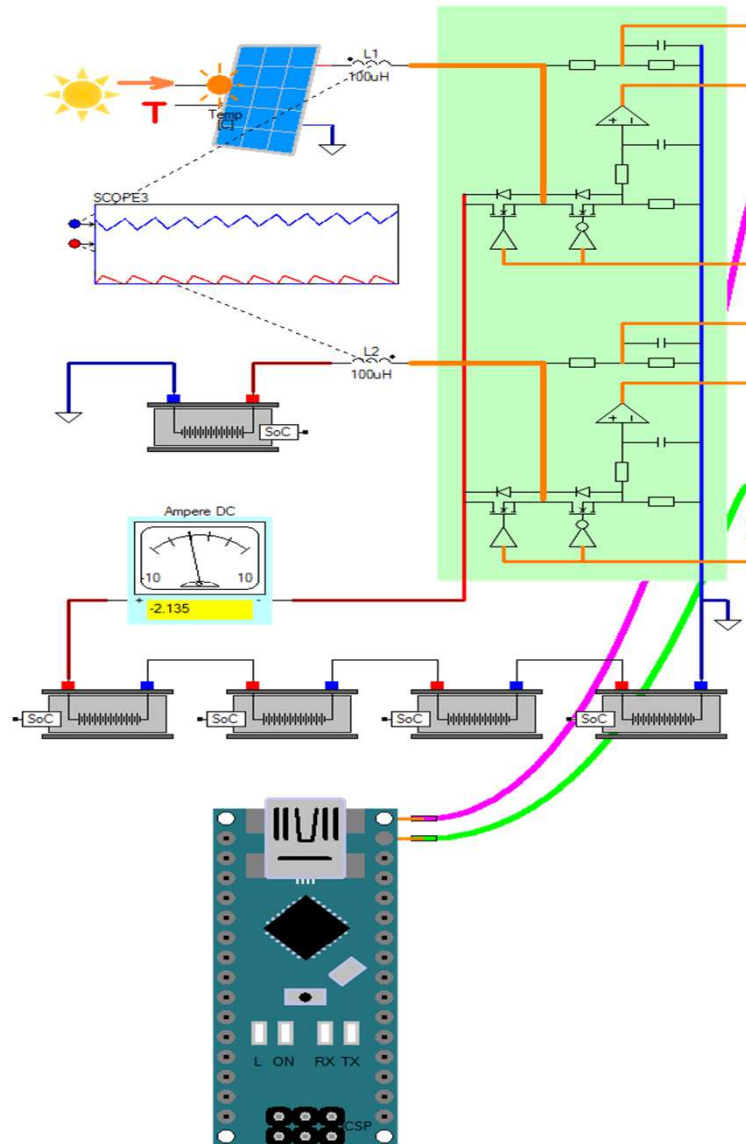 L1
100uH
T
Temp
[C]
SCOPE3
L2
100uH
SoC
Ampere DC
-10
10
+ -
-2.135
SoC
SoC
SoC
SoC
L ON RX TX
CSP